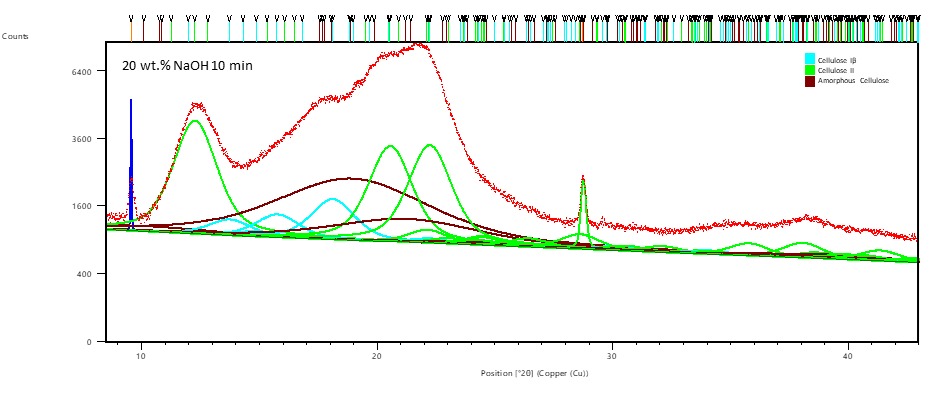 Counts
20 wt.% NaOH 10 min
Cellulose Iβ
Cellulose II
Amorphous Cellulose
6400
3600
1600
400
0
10
20
30
40
Position [°2θ] (Copper (Cu))